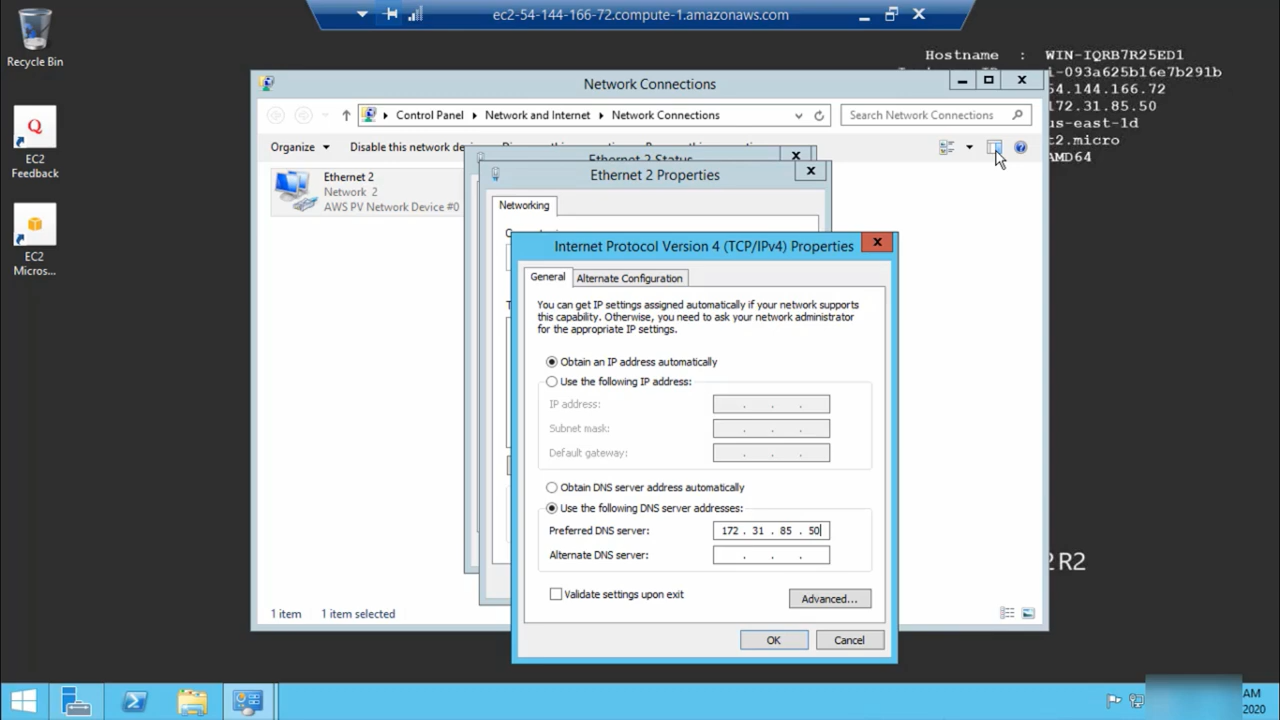 ec2-54-144-166-72.compute-1.amazonaws.com
Recycle Bin
EC2
Feedback
EC2
Micros...
Hostname : WIN-IQRB7R25ED1
i-093a625b16e7b291b
54.144.166.72
172.31.85.50
us-east-1d
t2.micro
AMD64
2 R2
Network Connections
Control Panel Network and Internet Network Connections
Search Network Connections
Organize Disable this network de
Ethernet 2
Network 2
AWS PV Network Device #0
1 item 1 item selected
Ethernet 2 Status
Ethernet 2 Properties
Networking
Internet Protocol Version 4 (TCP/IPv4) Properties
General Alternate Configuration
You can get IP settings assigned automatically if your network supports
this capability. Otherwise, you need to ask your network administrator
for the appropriate IP settings.
Obtain an IP address automatically
Use the following IP address:
IP address: . . .
Subnet mask: . . .
Default gateway: . . .
Obtain DNS server address automatically
Use the following DNS server addresses:
Preferred DNS server: 172 . 31 . 85 . 50
Alternate DNS server: . . .
Validate settings upon exit
Advanced...
OK Cancel
AM
2020